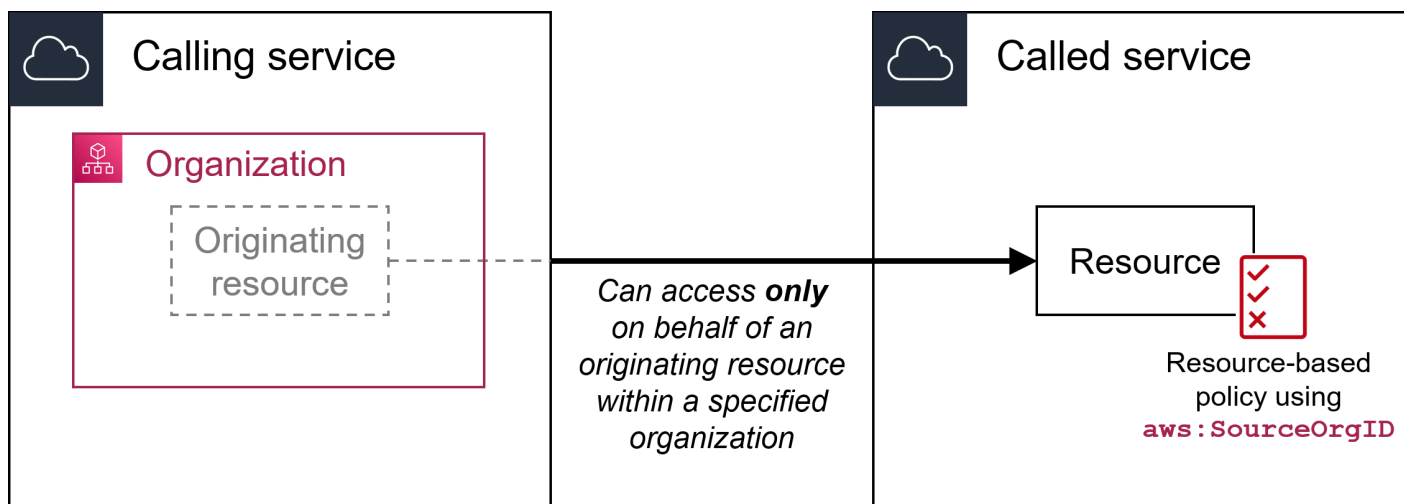 Calling service
Organization
Originating
resource
Can access only
on behalf of an
originating resource
within a specified
organization
Called service
Resource
Resource-based
policy using
aws:SourceOrgID